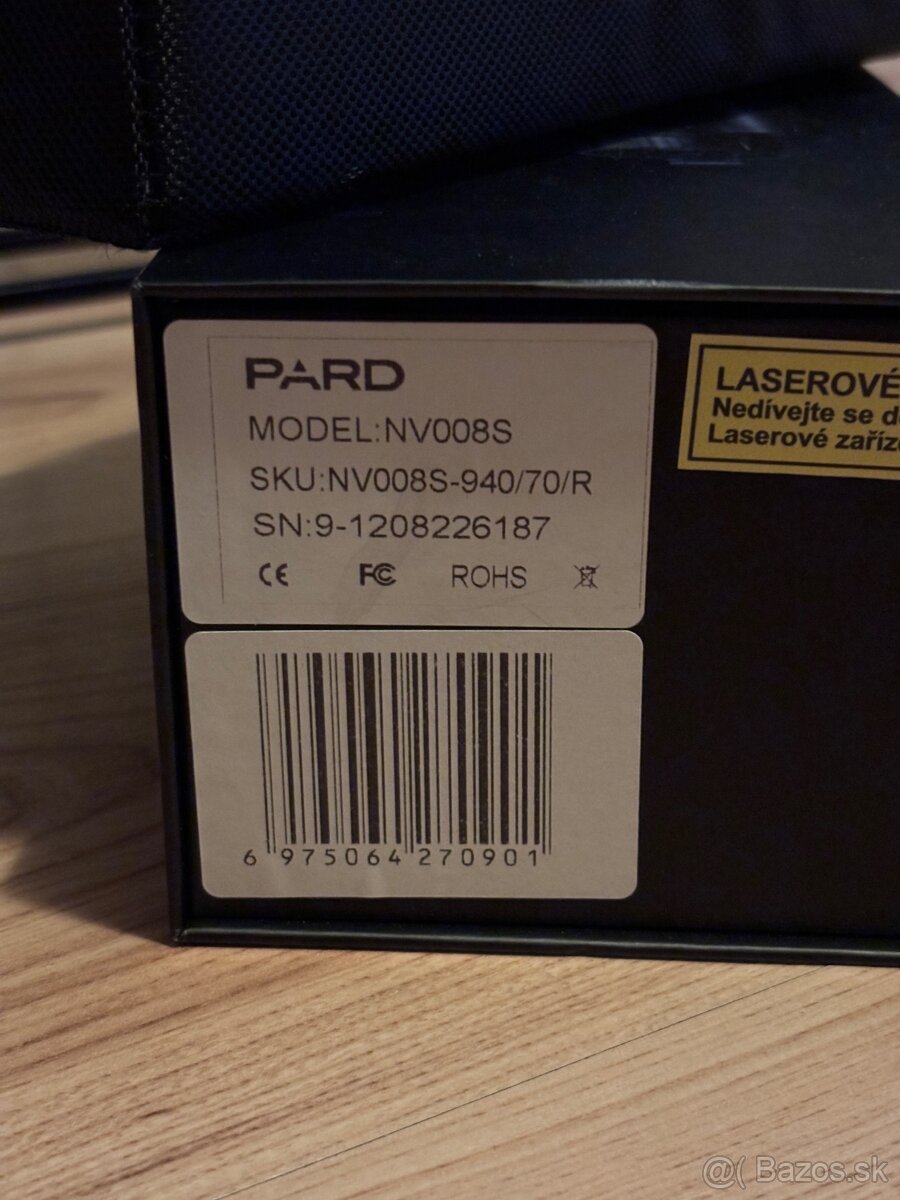 PARD
MODEL:NV008S
SKU:NV008S-940/70/R
SN:9-1208226187
CE FC ROHS
6 975064 270901
LASEROVÉ
Nedívejte se
Laserové
@( Bazos.sk